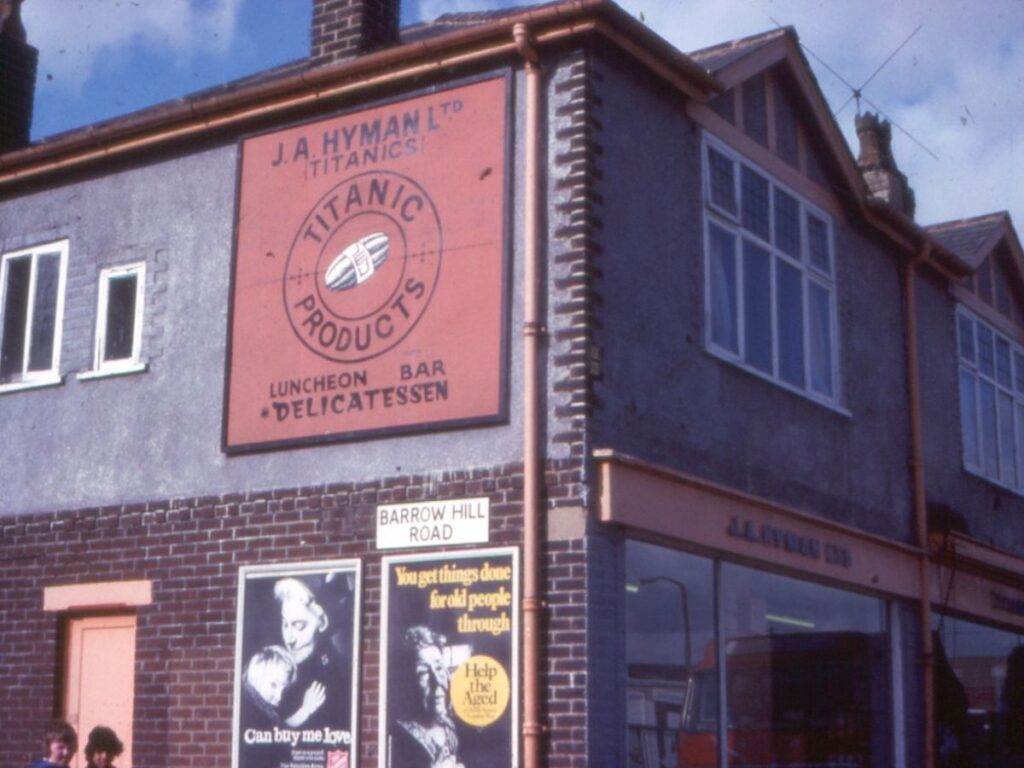 J.A. HYMAN LTD
TITANICS
TITANIC
PRODUCTS
LUNCHEON BAR
DELICATESSEN
BARROW HILL
ROAD
You get things done
for old people
through
Help
the
Aged
Can buy me love
J.A. HYMAN LTD